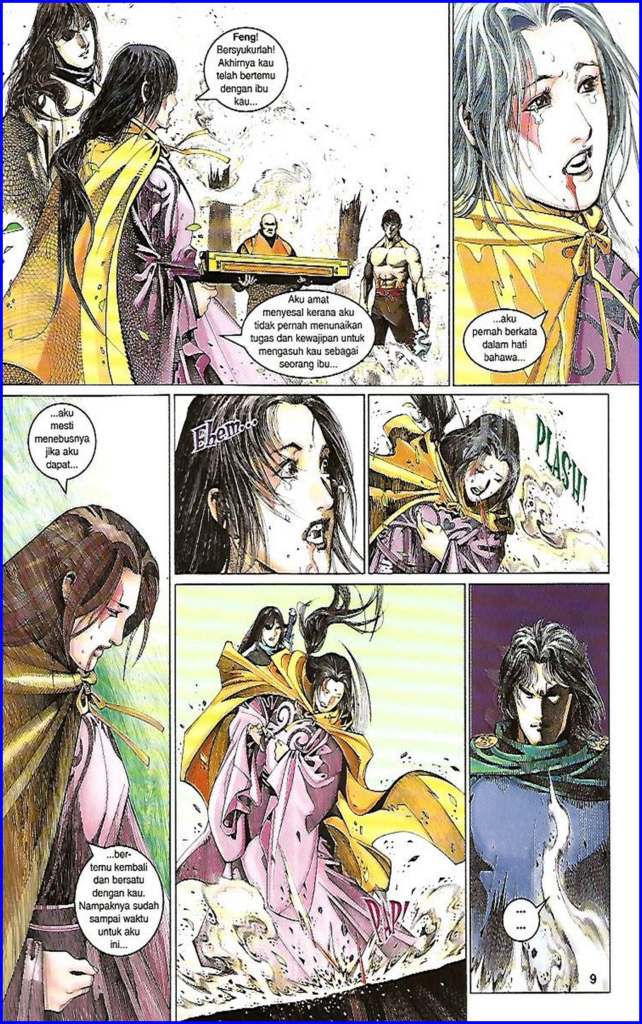 Feng!
Bersyukurlah!
Akhirnya kau
telah bertemu
dengan ibu
kau...
Aku amat
menyesal kerana aku
tidak pernah menunaikan
tugas dan kewajipan untuk
mengasuh kau sebagai
seorang ibu...
...aku
pernah berkata
dalam hati
bahawa...
...aku
mesti
menebusnya
jika aku
dapat...
...ber-
temu kembali
dan bersatu
dengan kau.
Nampaknya sudah
sampai waktu
untuk aku
ini...
Ehem...
PLASH!
PAP!
...
...
9